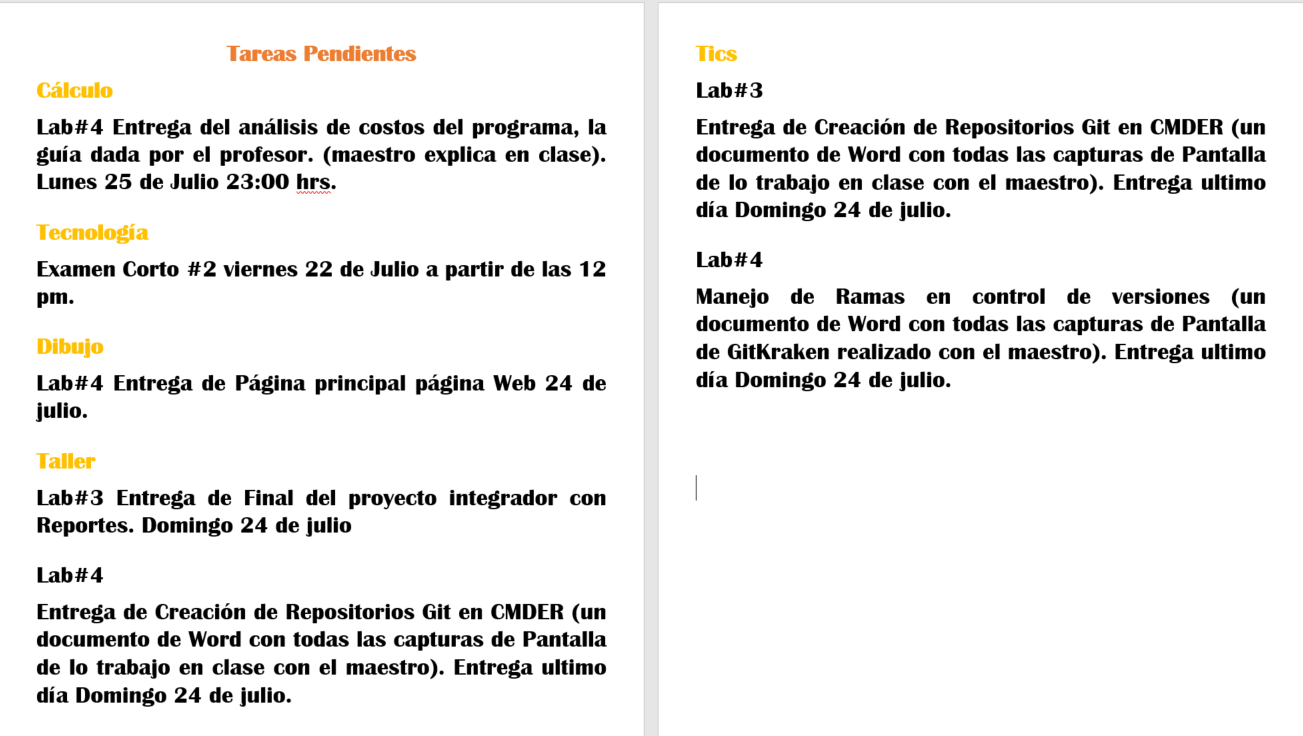 Tareas Pendientes
Cálculo
Lab#4 Entrega del análisis de costos del programa, la
guía dada por el profesor. (maestro explica en clase).
Lunes 25 de Julio 23:00 hrs.
Tecnología
Examen Corto #2 viernes 22 de Julio a partir de las 12
pm.
Dibujo
Lab#4 Entrega de Página principal página Web 24 de
julio.
Taller
Lab#3 Entrega de Final del proyecto integrador con
Reportes. Domingo 24 de julio
Lab#4
Entrega de Creación de Repositorios Git en CMDER (un
documento de Word con todas las capturas de Pantalla
de lo trabajo en clase con el maestro). Entrega ultimo
día Domingo 24 de julio.
Tics
Lab#3
Entrega de Creación de Repositorios Git en CMDER (un
documento de Word con todas las capturas de Pantalla
de lo trabajo en clase con el maestro). Entrega ultimo
día Domingo 24 de julio.
Lab#4
Manejo de Ramas en control de versiones (un
documento de Word con todas las capturas de Pantalla
de GitKraken realizado con el maestro). Entrega ultimo
día Domingo 24 de julio.